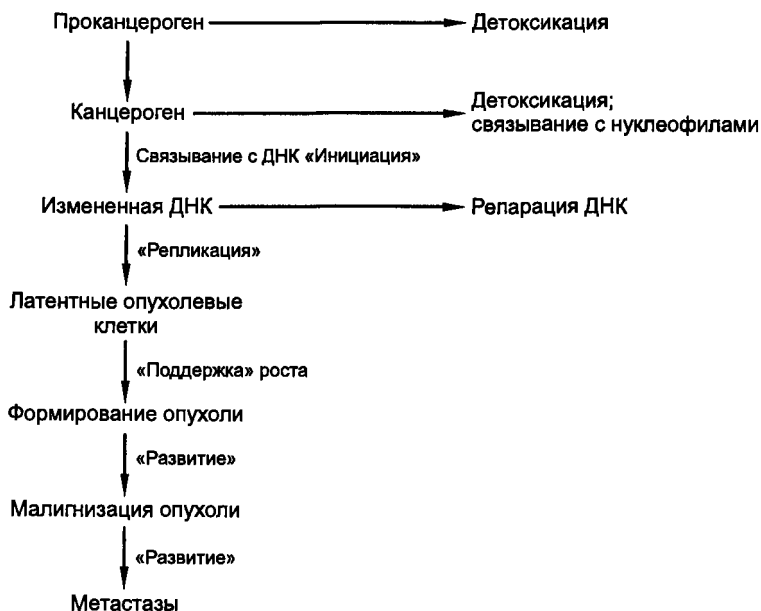 Проканцероген
Детоксикация
Канцероген
Детоксикация;
связывание с нуклеофилами
Связывание с ДНК «Инициация»
Измененная ДНК
Репарация ДНК
«Репликация»
Латентные опухолевые
клетки
«Поддержка» роста
Формирование опухоли
«Развитие»
Малигнизация опухоли
«Развитие»
Метастазы